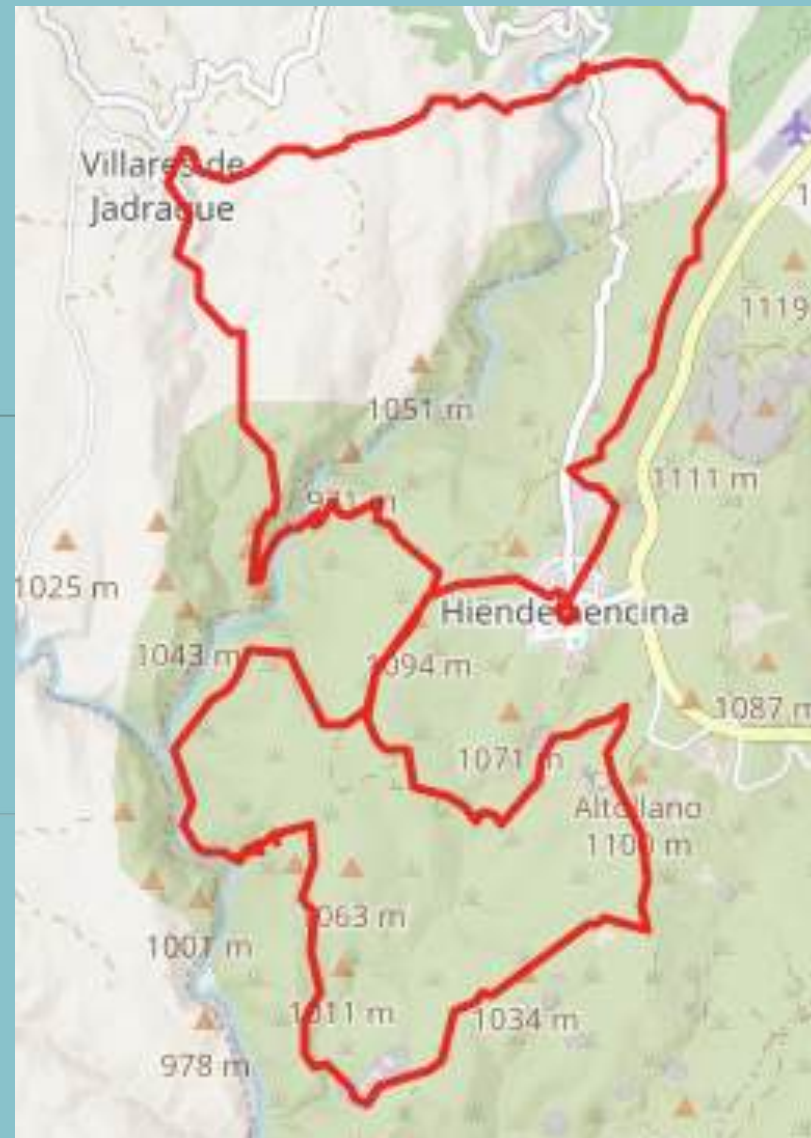 Villares de
Jadraque
1119
1051 m
1111 m
1025 m
Hiendelaencina
1043 m
1094 m
1087 m
1071 m
Alto llano
1100 m
1063 m
1001 m
1011 m
1034 m
978 m